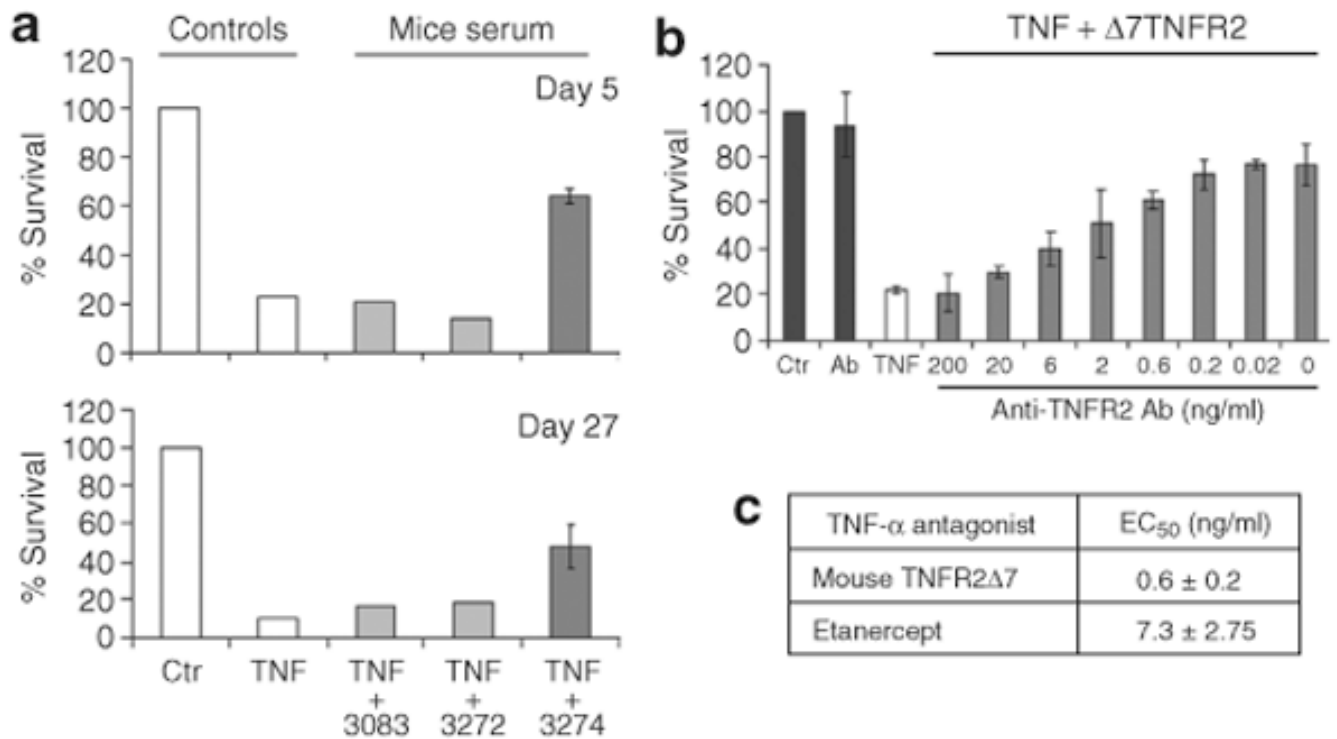 a
Controls
Mice serum
Day 5
% Survival
120
100
80
60
40
20
0
Day 27
% Survival
120
100
80
60
40
20
0
Ctr TNF TNF TNF TNF
+ + +
3083 3272 3274
b
TNF + Δ7TNFR2
% Survival
120
100
80
60
40
20
0
Ctr Ab TNF 200 20 6 2 0.6 0.2 0.02 0
Anti-TNFR2 Ab (ng/ml)
c
TNF-α antagonist EC₅₀ (ng/ml)
Mouse TNFR2Δ7 0.6 ± 0.2
Etanercept 7.3 ± 2.75